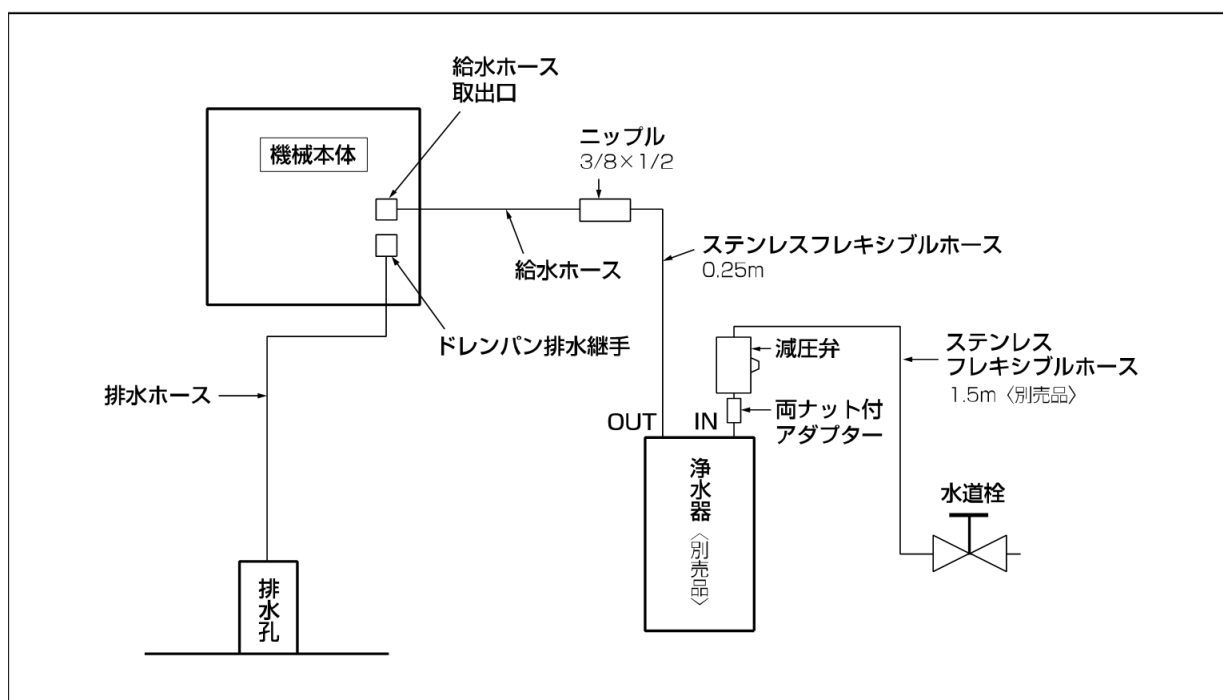 給水ホース
取出口
機械本体
ニップル
3/8×1/2
ステンレスフレキシブルホース
0.25m
給水ホース
ドレンパン排水継手
減圧弁
ステンレス
フレキシブルホース
1.5m〈別売品〉
排水ホース
OUT
IN
両ナット付
アダプター
浄水器〈別売品〉
水道栓
排水孔